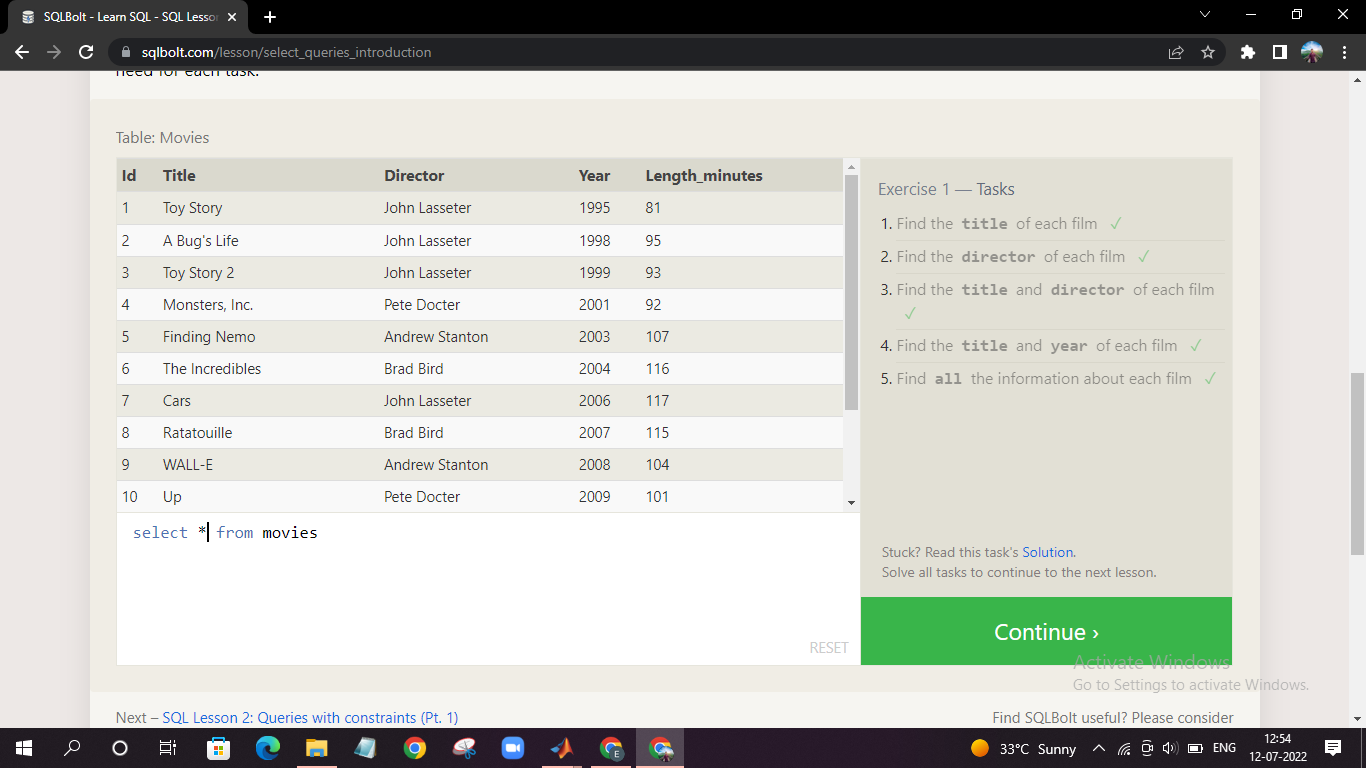 SQLBolt - Learn SQL - SQL Lesson
sqlbolt.com/lesson/select_queries_introduction
need for each task.
Table: Movies
Id Title Director Year Length_minutes
1 Toy Story John Lasseter 1995 81
2 A Bug's Life John Lasseter 1998 95
3 Toy Story 2 John Lasseter 1999 93
4 Monsters, Inc. Pete Docter 2001 92
5 Finding Nemo Andrew Stanton 2003 107
6 The Incredibles Brad Bird 2004 116
7 Cars John Lasseter 2006 117
8 Ratatouille Brad Bird 2007 115
9 WALL-E Andrew Stanton 2008 104
10 Up Pete Docter 2009 101
select * from movies
RESET
Exercise 1 — Tasks
1. Find the title of each film ✓
2. Find the director of each film ✓
3. Find the title and director of each film
✓
4. Find the title and year of each film ✓
5. Find all the information about each film ✓
Stuck? Read this task's Solution.
Solve all tasks to continue to the next lesson.
Continue ›
Activate Windows
Go to Settings to activate Windows.
Next – SQL Lesson 2: Queries with constraints (Pt. 1)
Find SQLBolt useful? Please consider
E
33°C Sunny
ENG
12:54
12-07-2022